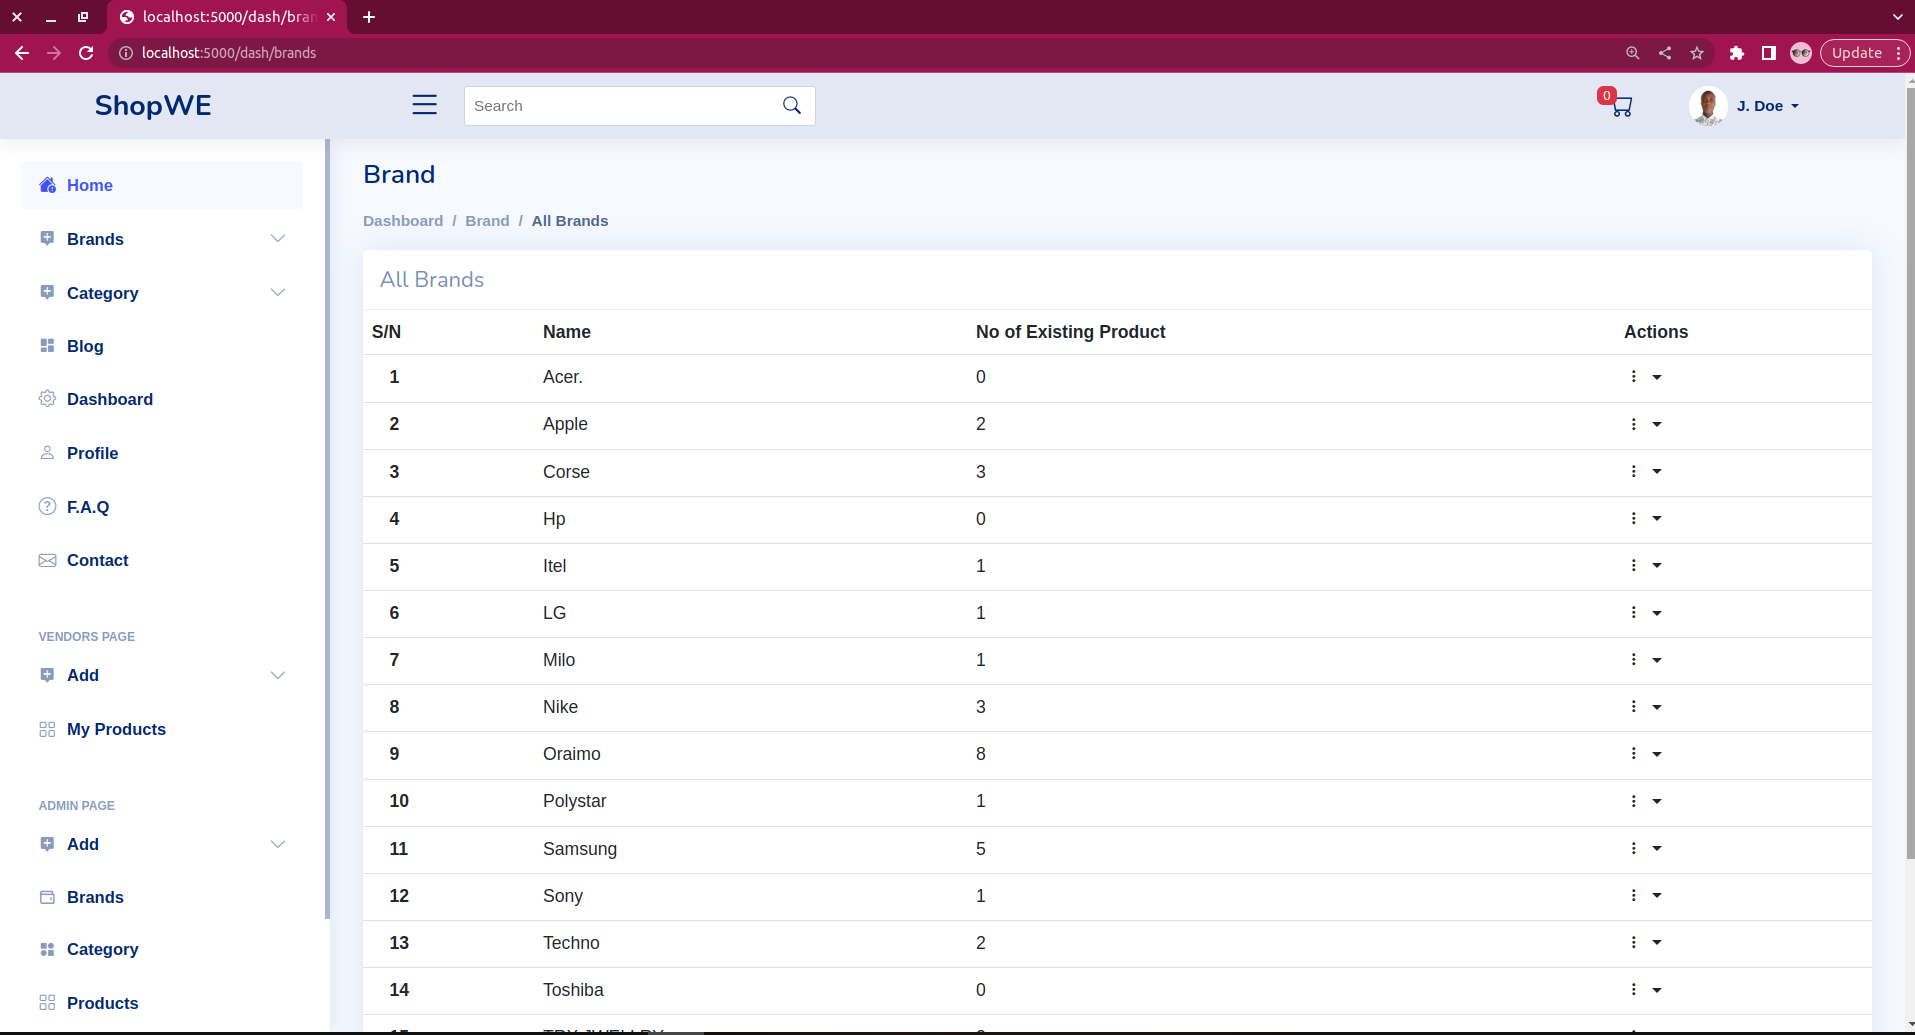 localhost:5000/dash/bran
localhost:5000/dash/brands
Update
ShopWE
Search
0
J. Doe
Home
Brands
Category
Blog
Dashboard
Profile
F.A.Q
Contact
VENDORS PAGE
Add
My Products
ADMIN PAGE
Add
Brands
Category
Products
Brand
Dashboard / Brand / All Brands
All Brands
S/N Name No of Existing Product Actions
1 Acer. 0
2 Apple 2
3 Corse 3
4 Hp 0
5 Itel 1
6 LG 1
7 Milo 1
8 Nike 3
9 Oraimo 8
10 Polystar 1
11 Samsung 5
12 Sony 1
13 Techno 2
14 Toshiba 0